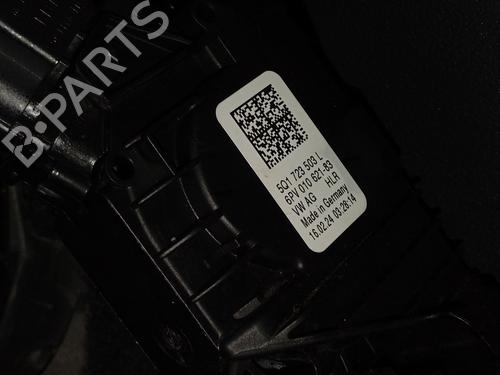 B-PARTS
5Q1 723 503 L
6PV 010 621-83
VW AG HLR
Made in Germany
16.02.24 03:28:14